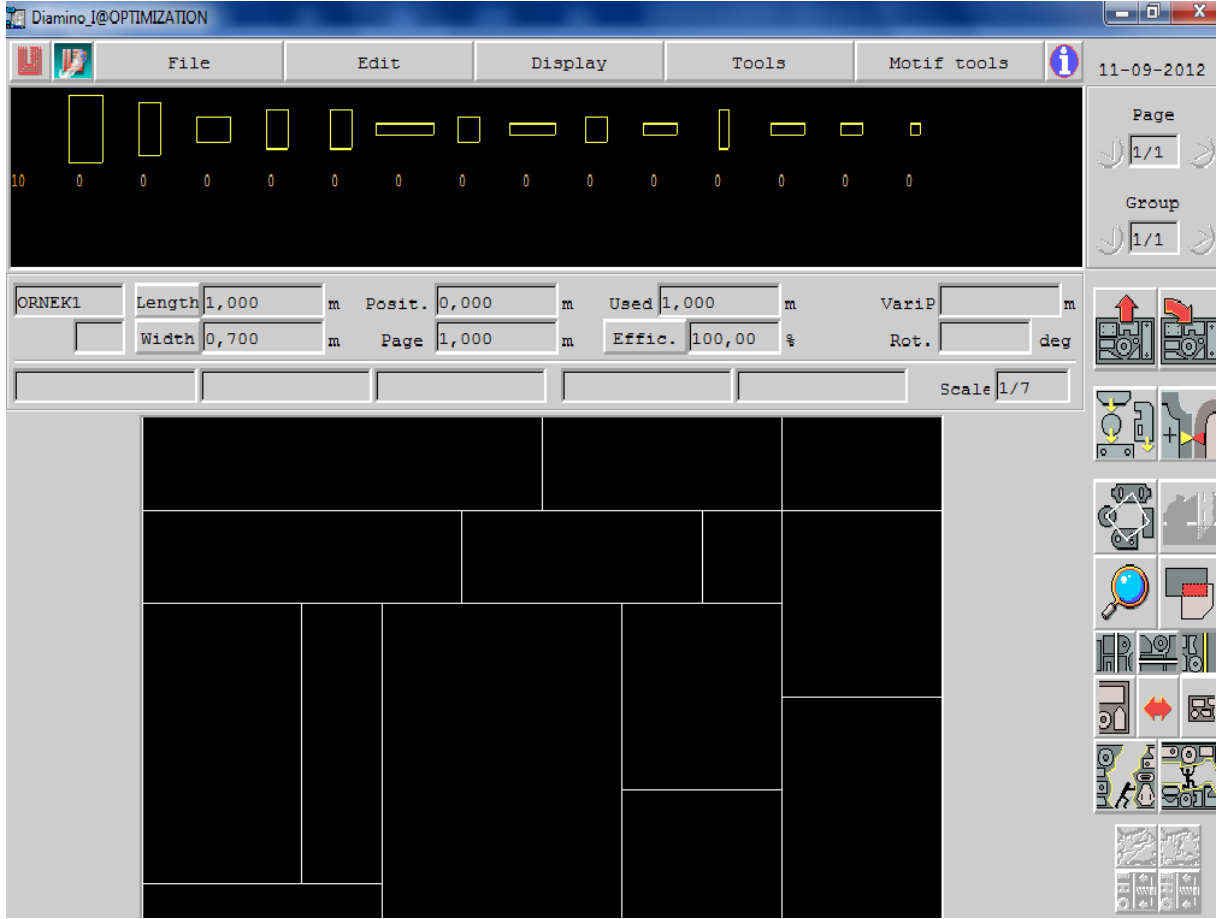 Diamino_I@OPTIMIZATION
File Edit Display Tools Motif tools
11-09-2012
Page
1/1
Group
1/1
10 0 0 0 0 0 0 0 0 0 0 0 0 0 0
ORNEK1 Length 1,000 m Posit. 0,000 m Used 1,000 m VariP m
Width 0,700 m Page 1,000 m Effic. 100,00 % Rot. deg
Scale 1/7